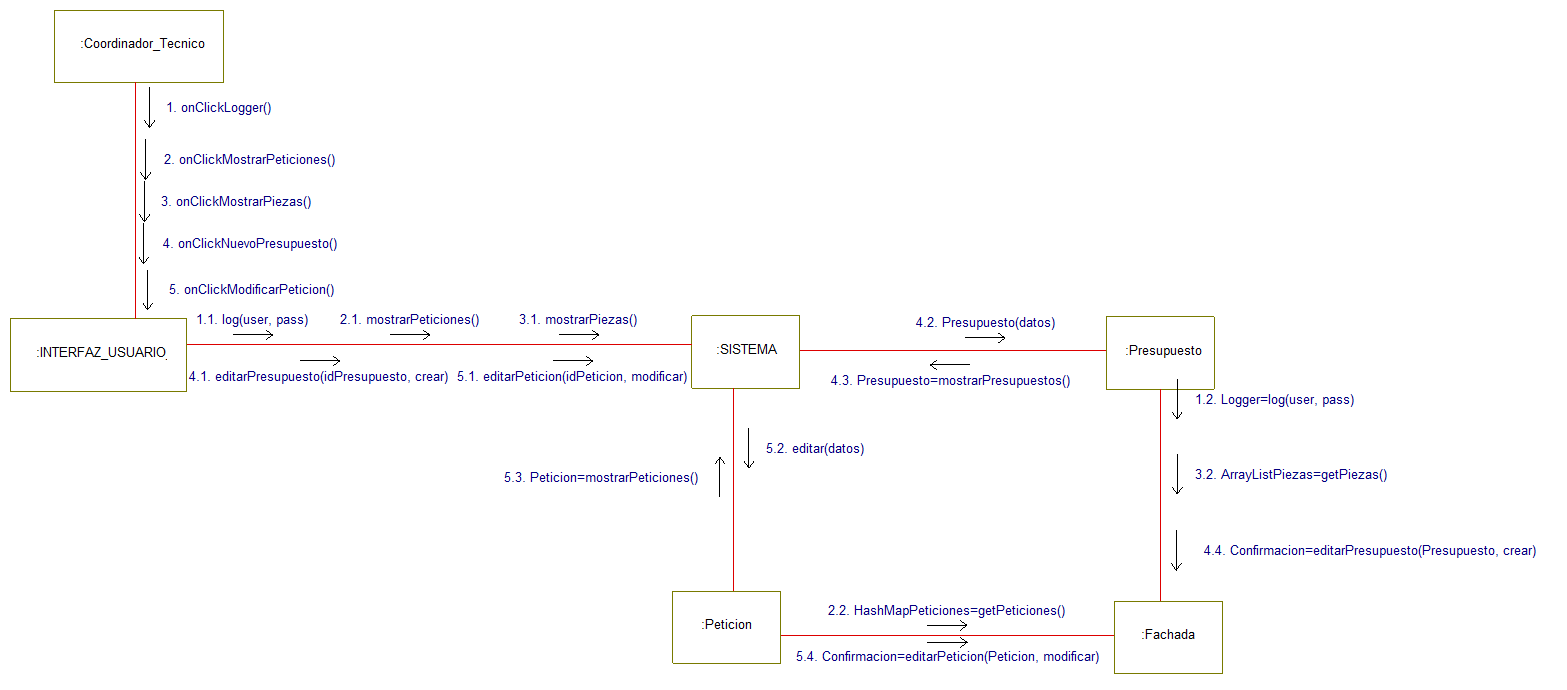 :Coordinador_Tecnico
1. onClickLogger()
2. onClickMostrarPeticiones()
3. onClickMostrarPiezas()
4. onClickNuevoPresupuesto()
5. onClickModificarPeticion()
1.1. log(user, pass)
2.1. mostrarPeticiones()
3.1. mostrarPiezas()
:INTERFAZ_USUARIO
4.1. editarPresupuesto(idPresupuesto, crear)
5.1. editarPeticion(idPeticion, modificar)
:SISTEMA
4.2. Presupuesto(datos)
4.3. Presupuesto=mostrarPresupuestos()
:Presupuesto
1.2. Logger=log(user, pass)
5.2. editar(datos)
5.3. Peticion=mostrarPeticiones()
3.2. ArrayListPiezas=getPiezas()
4.4. Confirmacion=editarPresupuesto(Presupuesto, crear)
:Peticion
2.2. HashMapPeticiones=getPeticiones()
5.4. Confirmacion=editarPeticion(Peticion, modificar)
:Fachada